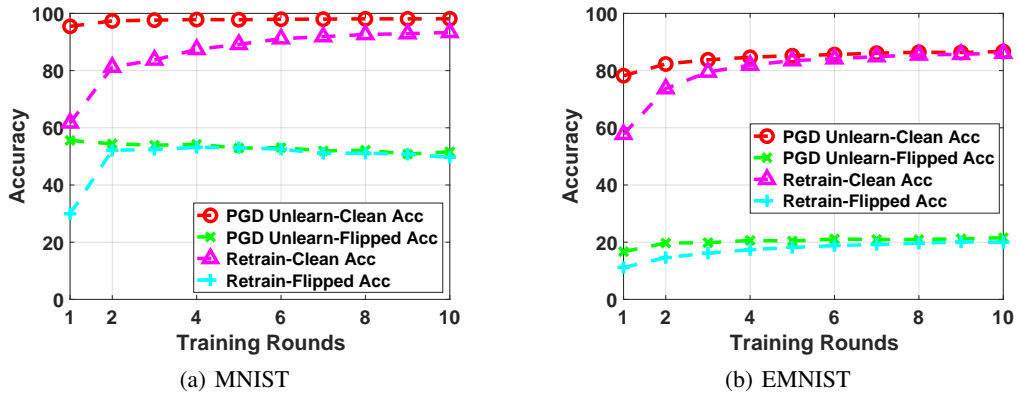 100
80
60
40
20
0
Accuracy
PGD Unlearn-Clean Acc
PGD Unlearn-Flipped Acc
Retrain-Clean Acc
Retrain-Flipped Acc
1 2 4 6 8 10
Training Rounds
(a) MNIST
100
80
60
40
20
0
Accuracy
PGD Unlearn-Clean Acc
PGD Unlearn-Flipped Acc
Retrain-Clean Acc
Retrain-Flipped Acc
1 2 4 6 8 10
Training Rounds
(b) EMNIST